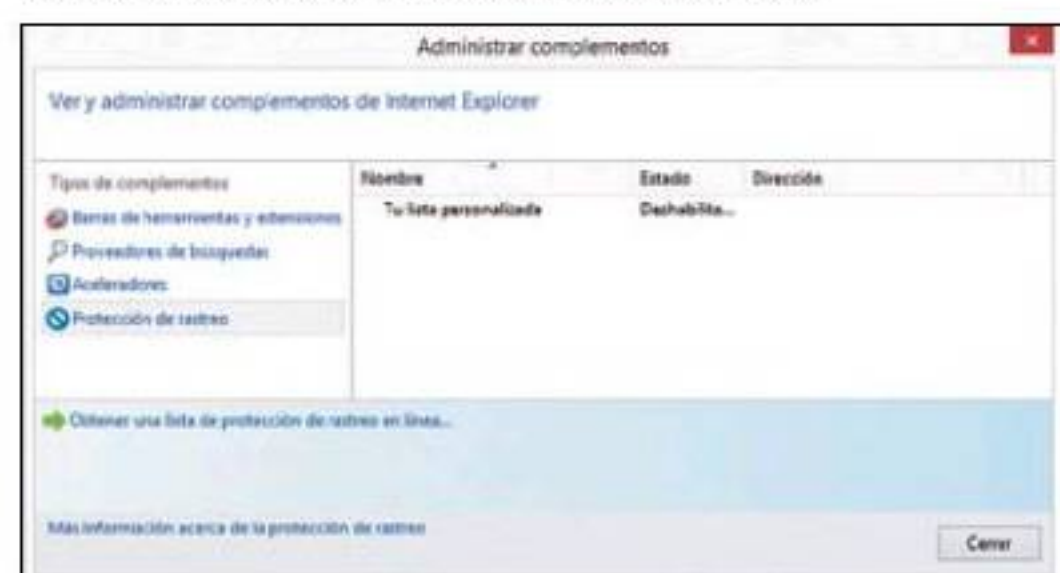 Administrar complementos
Ver y administrar complementos de Internet Explorer
Tipos de complementos
Barras de herramientas y extensiones
Proveedores de búsquedas
Aceleradores
Protección de rastreo
Nombre Estado Dirección
Tu lista personalizada Deshabilita...
Obtener una lista de protección de rastreo en línea...
Más información acerca de la protección de rastreo
Cerrar